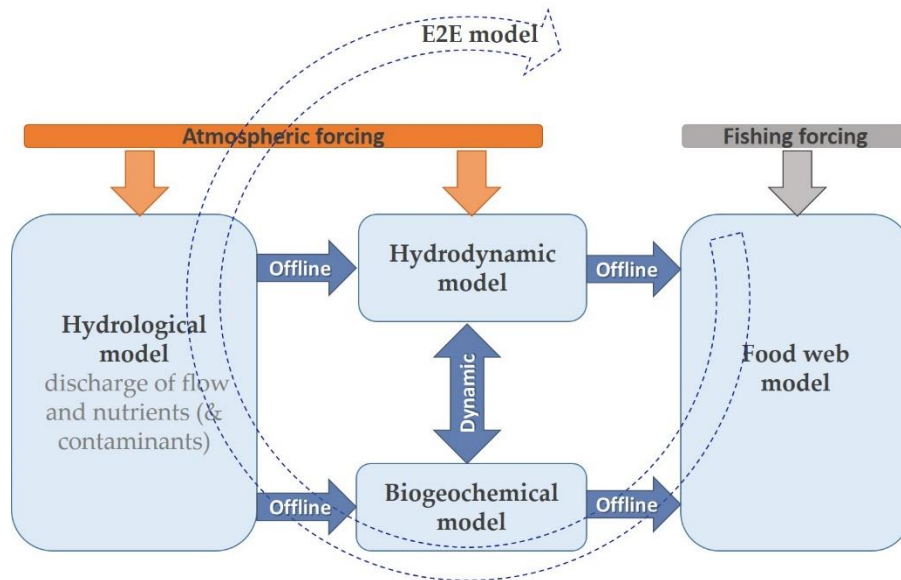 E2E model
Atmospheric forcing
Fishing forcing
Hydrological
model
discharge of flow
and nutrients (&
contaminants)
Offline
Hydrodynamic
model
Offline
Food web
model
Dynamic
Offline
Biogeochemical
model
Offline